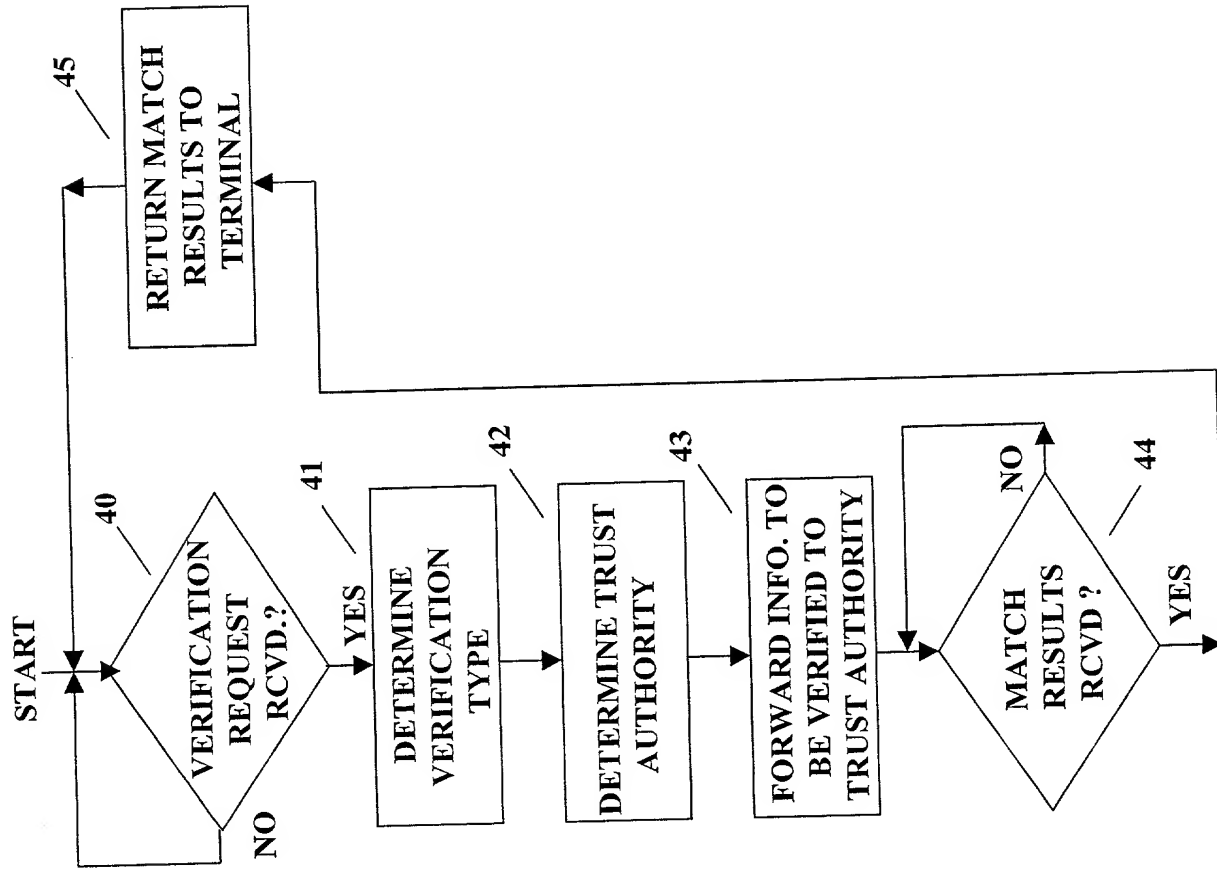 START
40
VERIFICATION
REQUEST
RCVD.?
NO
YES
41
DETERMINE
VERIFICATION
TYPE
42
DETERMINE TRUST
AUTHORITY
43
FORWARD INFO. TO
BE VERIFIED TO
TRUST AUTHORITY
44
MATCH
RESULTS
RCVD ?
NO
YES
45
RETURN MATCH
RESULTS TO
TERMINAL